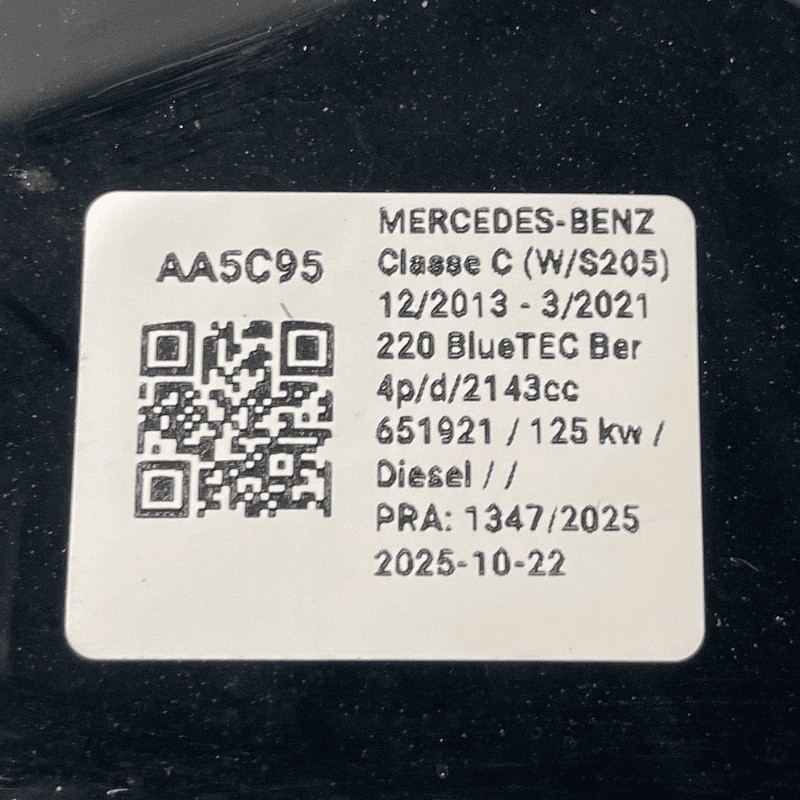 AA5C95
MERCEDES-BENZ
Classe C (W/S205)
12/2013 - 3/2021
220 BlueTEC Ber
4p/d/2143cc
651921 / 125 kw /
Diesel / /
PRA: 1347/2025
2025-10-22